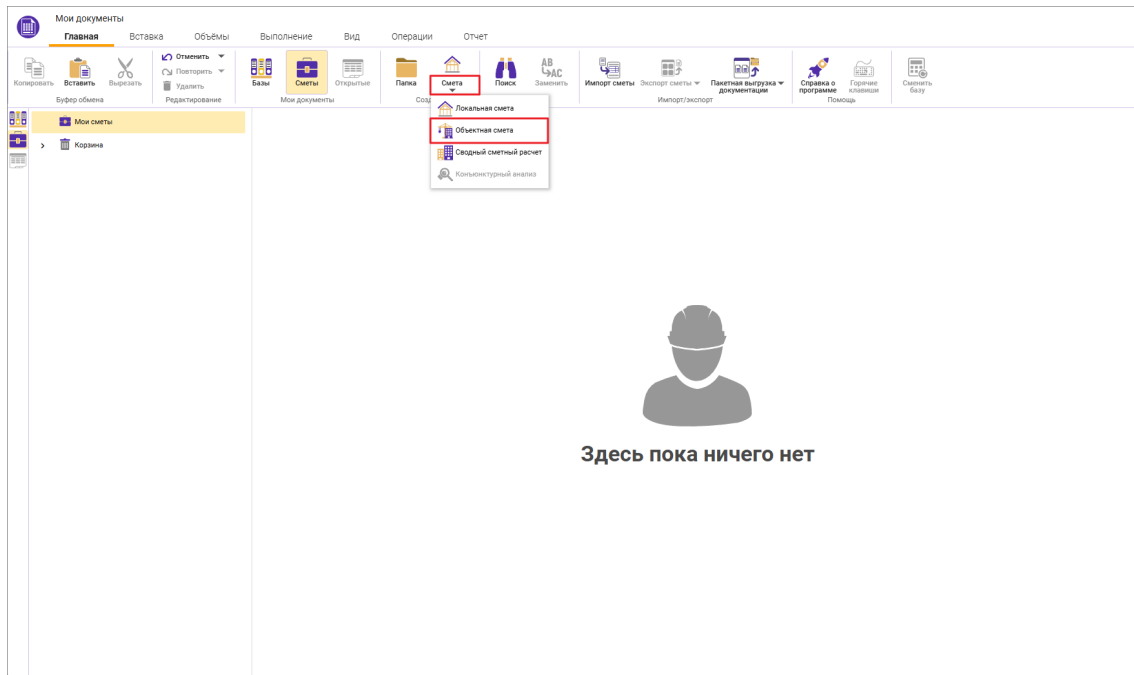 Мои документы
Главная Вставка Объёмы Выполнение Вид Операции Отчет
Копировать Вставить Вырезать
Буфер обмена
Отменить
Повторить
Удалить
Редактирование
Базы Сметы Открытые
Мои документы
Папка Смета
Созд
Поиск Заменить
AB
AC
Импорт сметы Экспорт сметы Пакетная выгрузка
документации
Импорт/экспорт
Справка о
программе
Горячие
клавиши
Помощь
Сменить
базу
Локальная смета
Объектная смета
Сводный сметный расчет
Конъюнктурный анализ
Мои сметы
Корзина
Здесь пока ничего нет